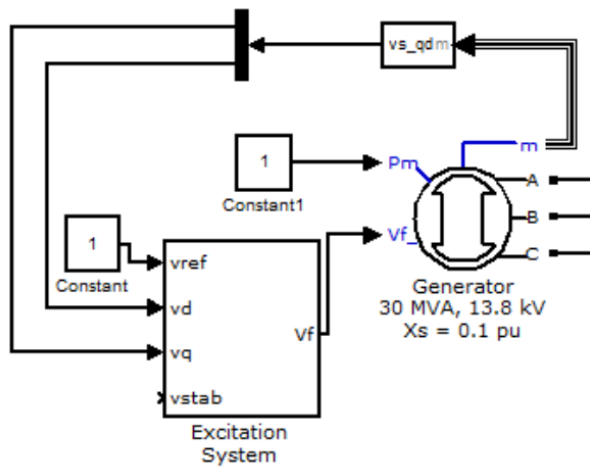 vs_qdm
m
1
Pm
A
Constant1
B
1
Vf_
C
vref
Constant
Generator
30 MVA, 13.8 kV
Xs = 0.1 pu
vd
Vf
vq
vstab
Excitation
System